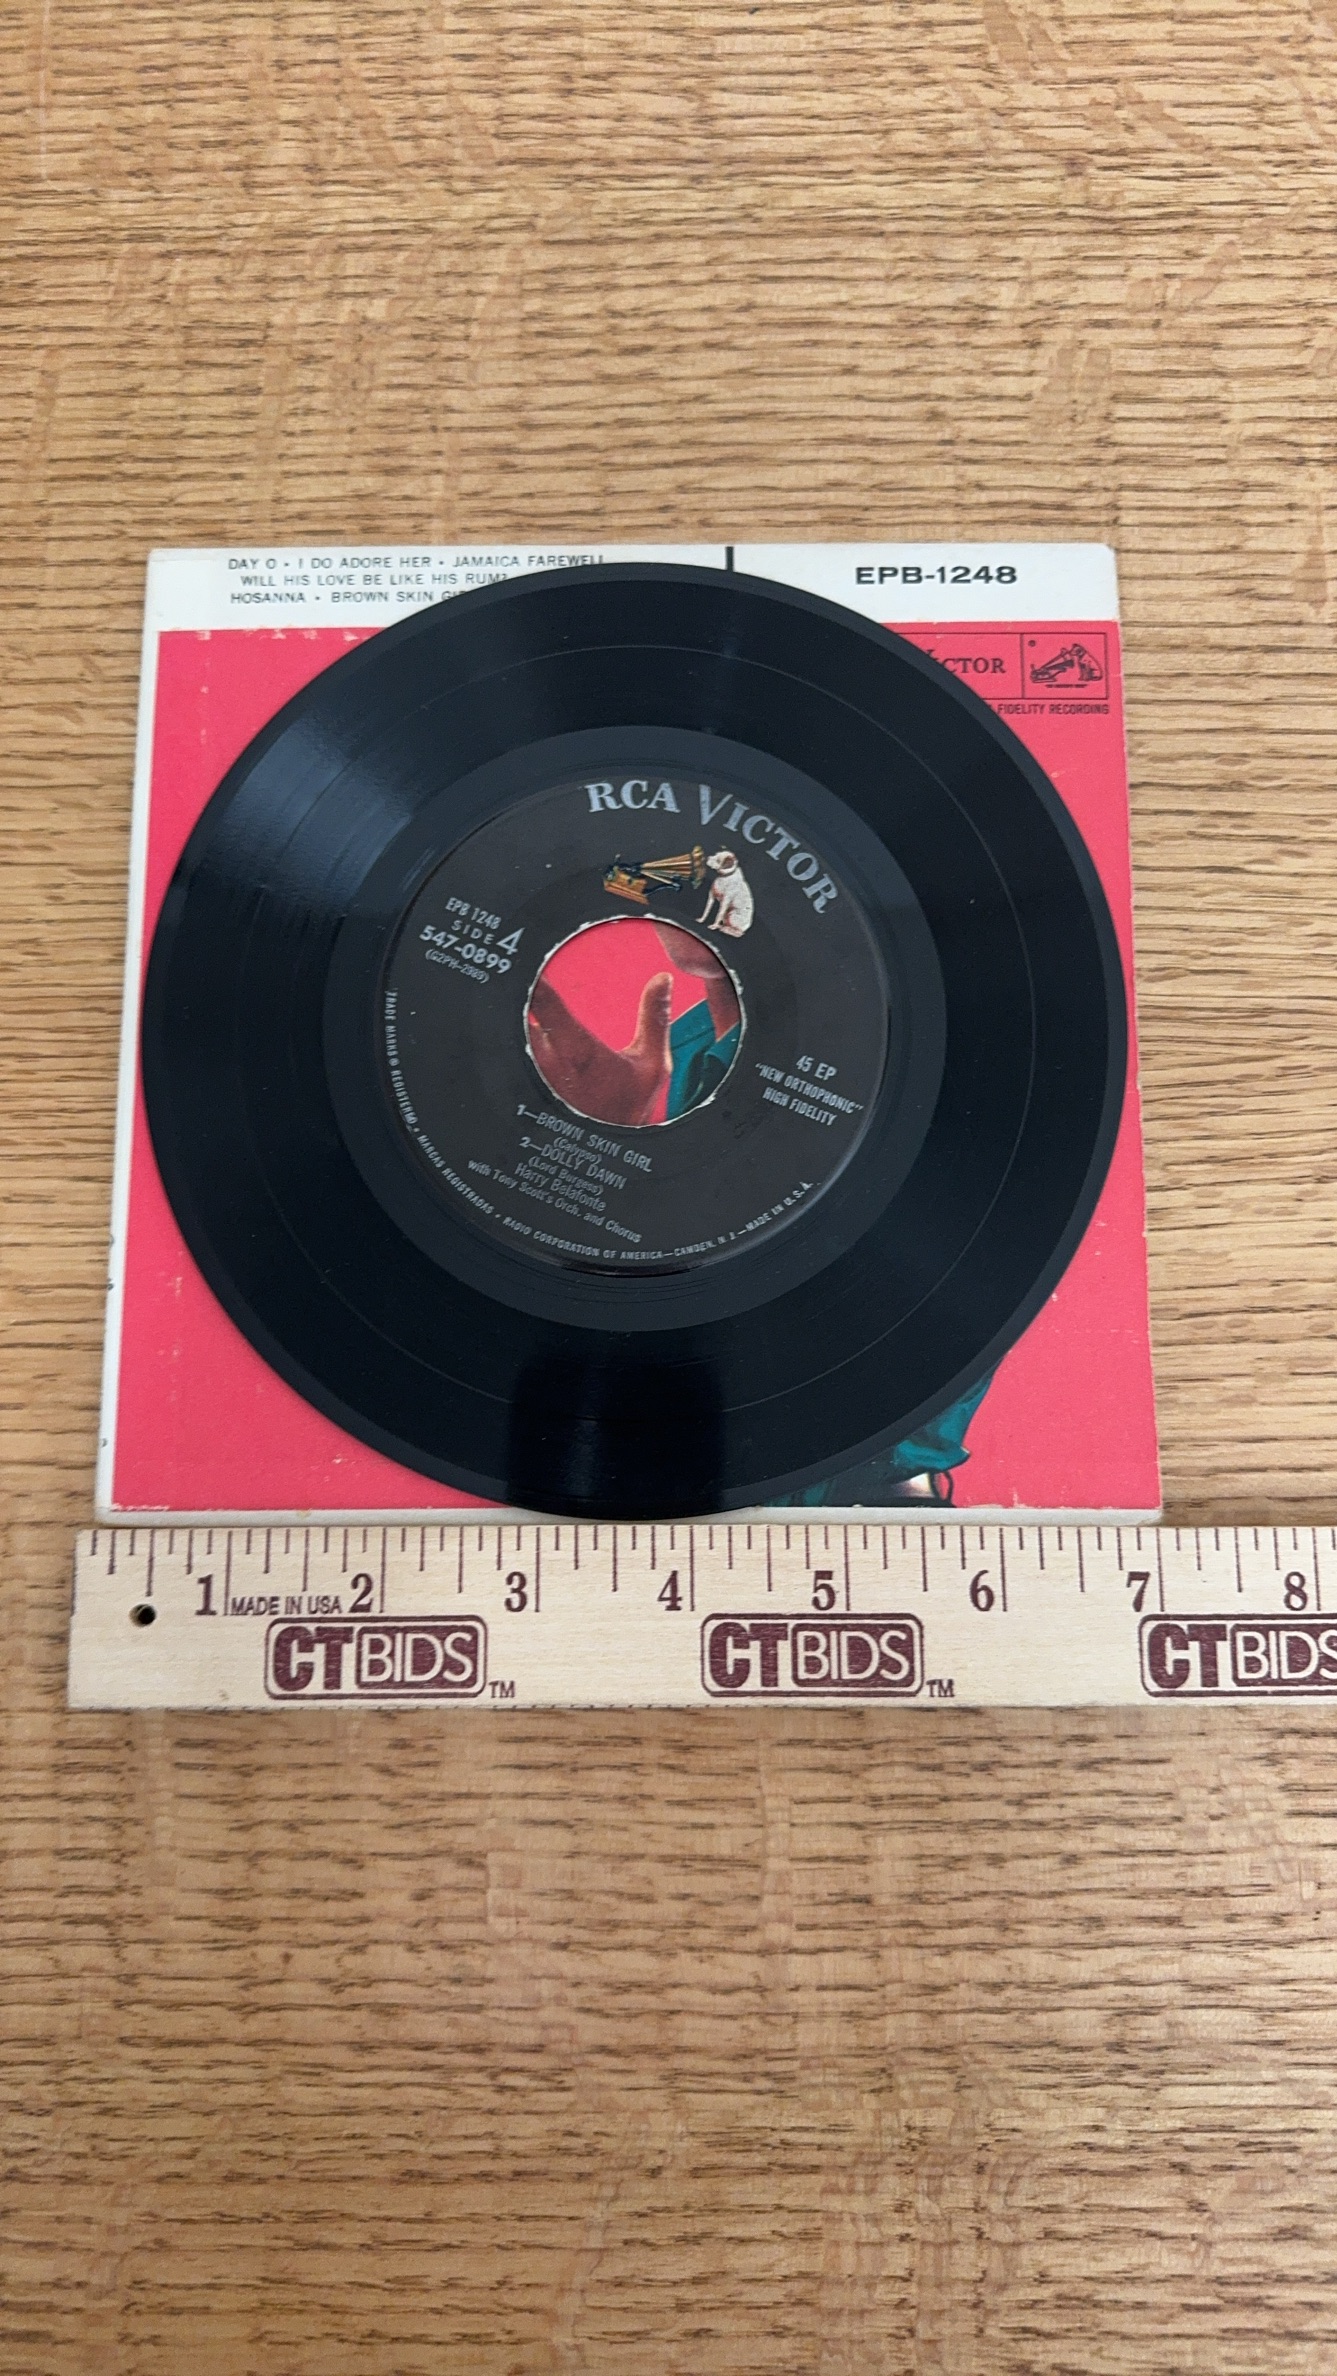 DAY O • I DO ADORE HER • JAMAICA FAREWELL
WILL HIS LOVE BE LIKE HIS RUM?
HOSANNA • BROWN SKIN
EPB-1248
VICTOR
FIDELITY RECORDING
RCA VICTOR
EPB 1248
SIDE 4
547-0899
(G2PH-2989)
45 EP
"NEW ORTHOPHONIC"
HIGH FIDELITY
1—BROWN SKIN GIRL
(Calypso)
2—DOLLY DAWN
(Lord Burgess)
Harry Belafonte
with Tony Scott's Orch. and Chorus
TRADE MARKS ® REGISTERED • MARCAS REGISTRADAS • RADIO CORPORATION OF AMERICA—CAMDEN, N. J.—MADE IN U.S.A.
1 2 3 4 5 6 7 8
MADE IN USA
CTBIDS™ CTBIDS™ CTBIDS